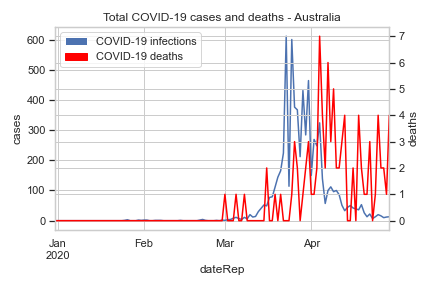 Total COVID-19 cases and deaths - Australia
COVID-19 infections
COVID-19 deaths
cases
600
500
400
300
200
100
0
deaths
7
6
5
4
3
2
1
0
Jan
2020
Feb
Mar
Apr
dateRep